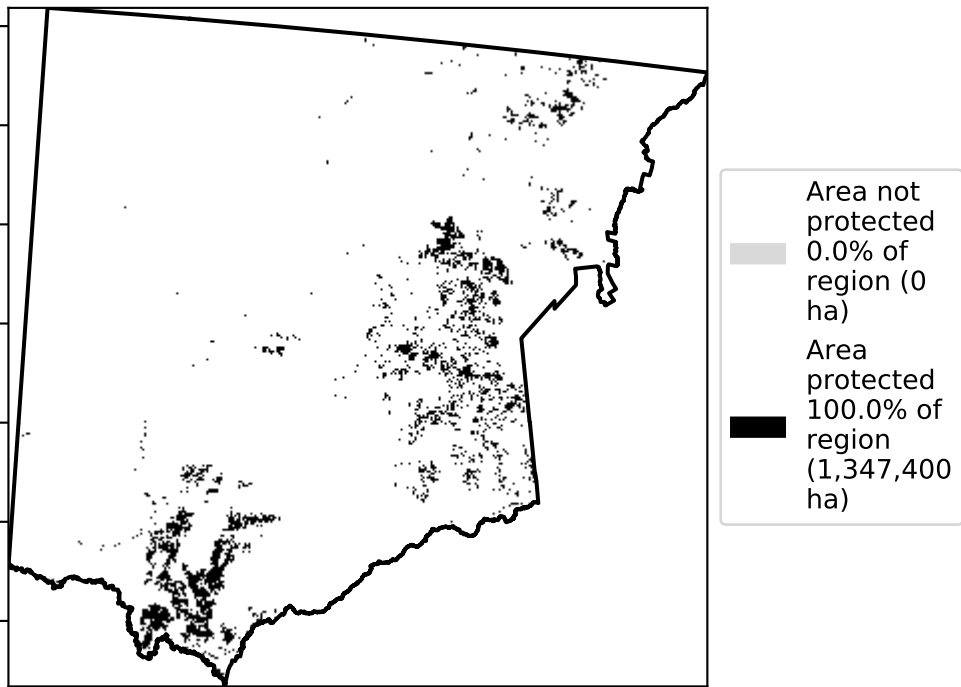 Area not
protected
0.0% of
region (0
ha)
Area
protected
100.0% of
region
(1,347,400
ha)